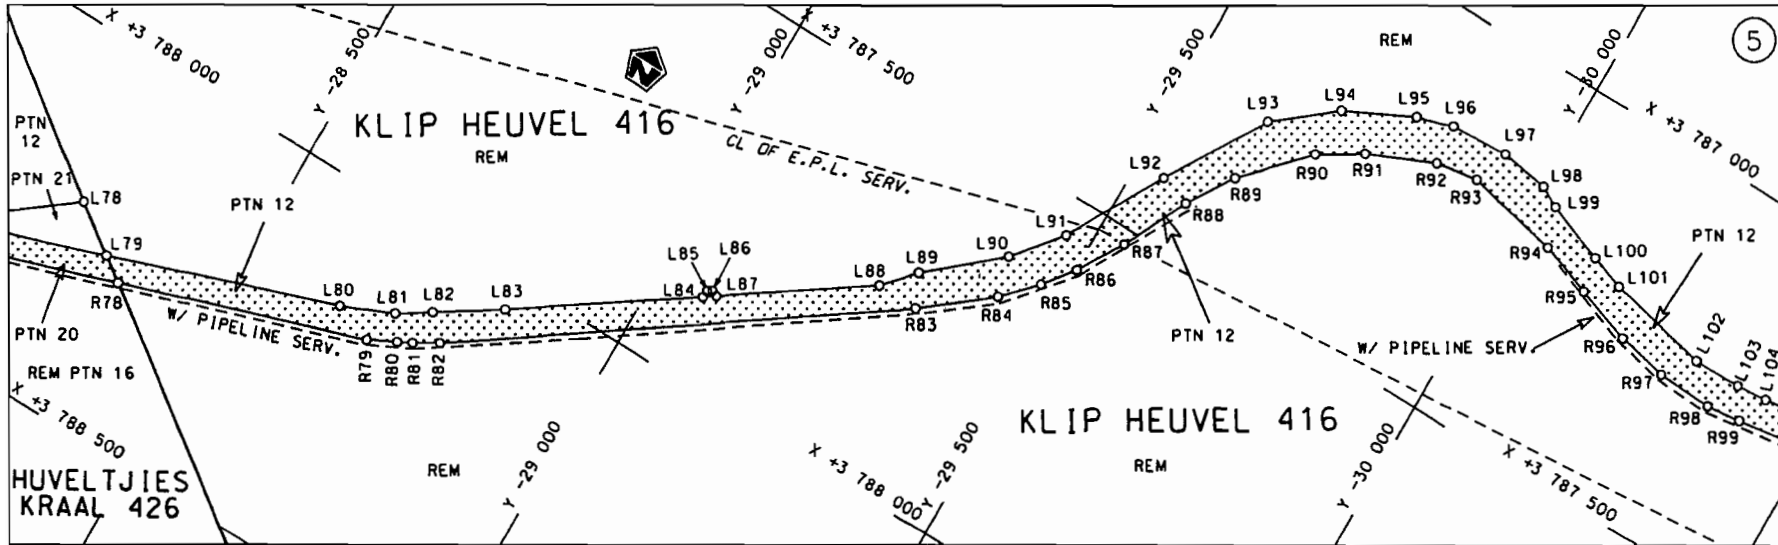 X +3 788 000
Y -28 500
Y -29 000
X +3 787 500
Y -29 500
REM
Y -30 000
5
X +3 787 000
PTN
12
PTN 21
L78
PTN 12
KLIP HEUVEL 416
REM
CL OF E.P.L. SERV.
L79
L80
L81
L82
L83
L84
L85
L86
L87
L88
L89
L90
L91
L92
L93
L94
L95
L96
L97
L98
L99
L100
L101
L102
L103
L104
R78
R79
R80
R81
R82
R83
R84
R85
R86
R87
R88
R89
R90
R91
R92
R93
R94
R95
R96
R97
R98
R99
PTN 12
PTN 12
PTN 20
W/ PIPELINE SERV.
W/ PIPELINE SERV.
REM PTN 16
X +3 788 500
HUVELTJIES
KRAAL 426
REM
Y -29 000
X +3 788 000
Y -29 500
KLIP HEUVEL 416
REM
Y -30 000
X +3 787 500